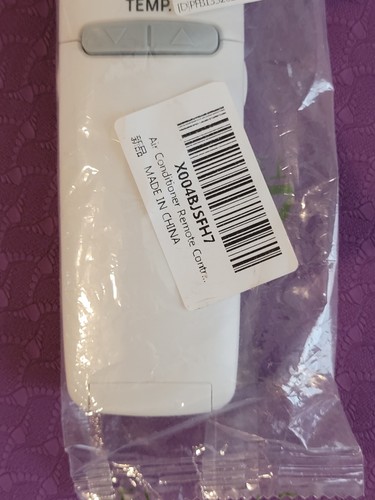 TEMP.
X004BJSFH7
Air Conditioner Remote Contr...
新品 MADE IN CHINA